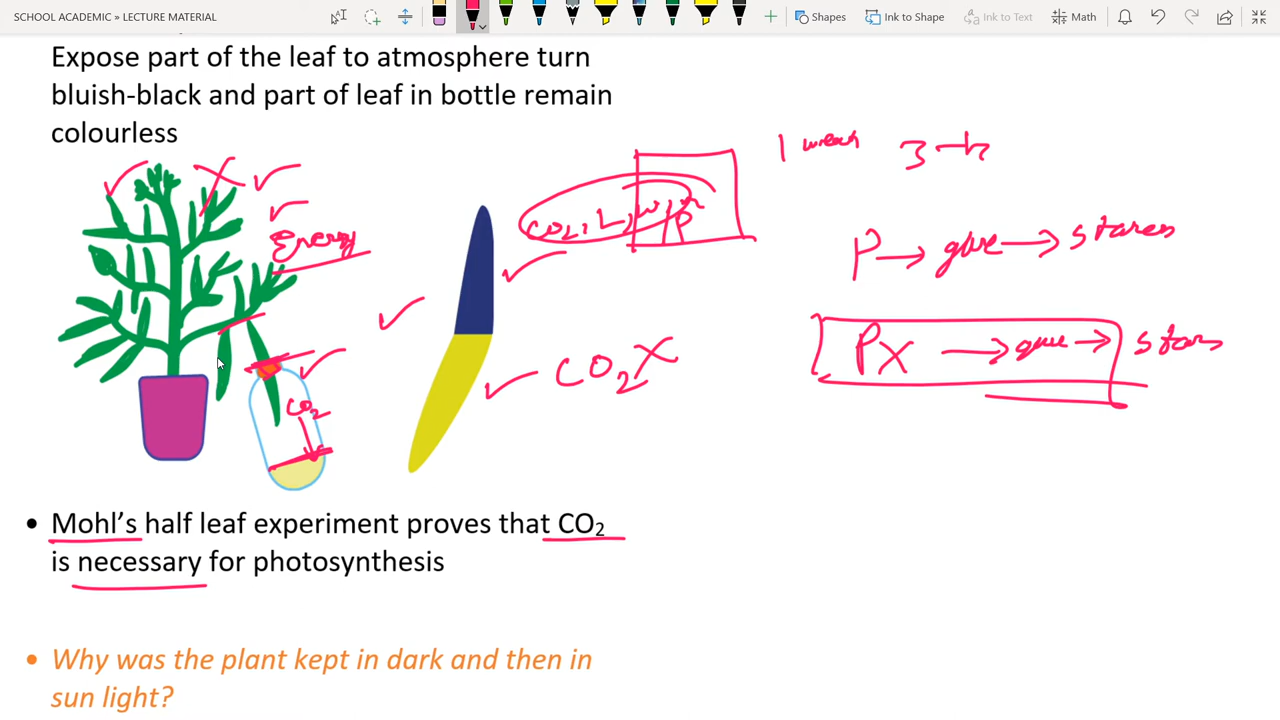 SCHOOL ACADEMIC » LECTURE MATERIAL
Shapes
Ink to Shape
Ink to Text
Math
Expose part of the leaf to atmosphere turn
bluish-black and part of leaf in bottle remain
colourless
1 week 3-4
Energy
CO2, L,
P → glue → stares
CO2 X
PX → glue → stars
CO2
• Mohl’s half leaf experiment proves that CO₂
is necessary for photosynthesis
• Why was the plant kept in dark and then in
sun light?